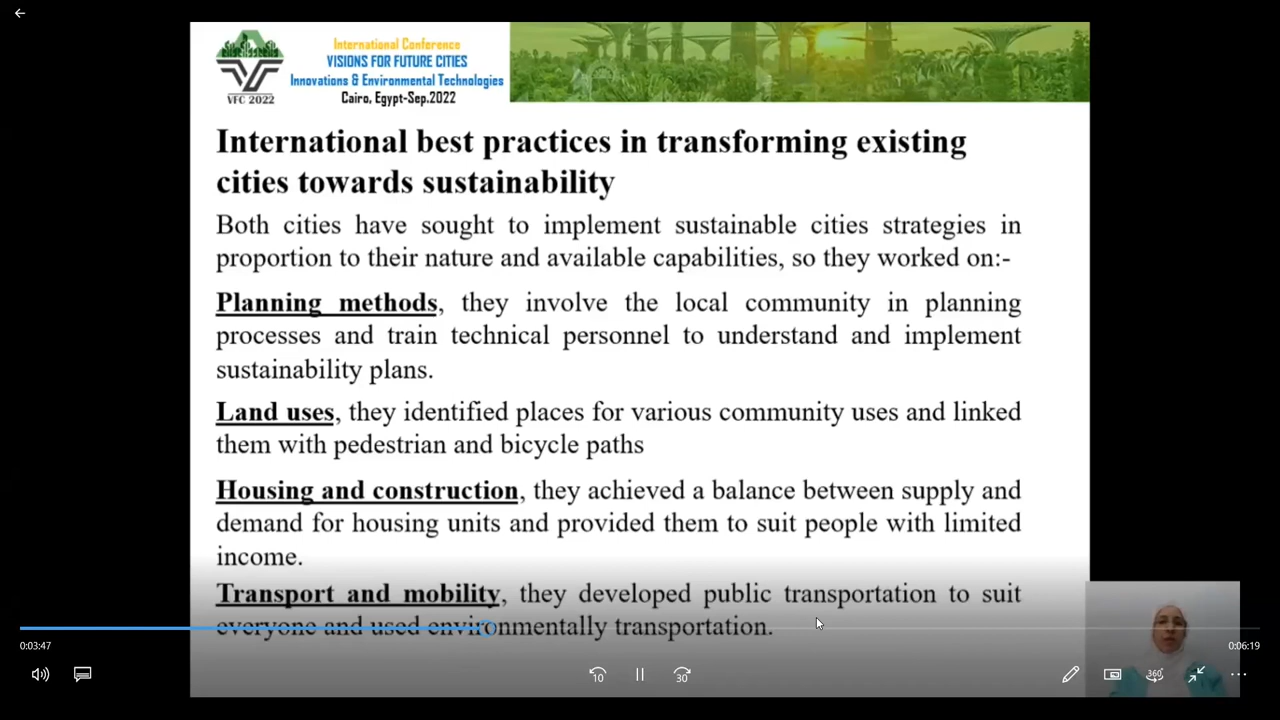 International Conference
VISIONS FOR FUTURE CITIES
Innovations & Environmental Technologies
Cairo, Egypt-Sep.2022
VFC 2022
International best practices in transforming existing
cities towards sustainability
Both cities have sought to implement sustainable cities strategies in
proportion to their nature and available capabilities, so they worked on:-
Planning methods, they involve the local community in planning
processes and train technical personnel to understand and implement
sustainability plans.
Land uses, they identified places for various community uses and linked
them with pedestrian and bicycle paths
Housing and construction, they achieved a balance between supply and
demand for housing units and provided them to suit people with limited
income.
Transport and mobility, they developed public transportation to suit
everyone and used environmentally transportation.
0:03:47
0:06:19
10
30
360